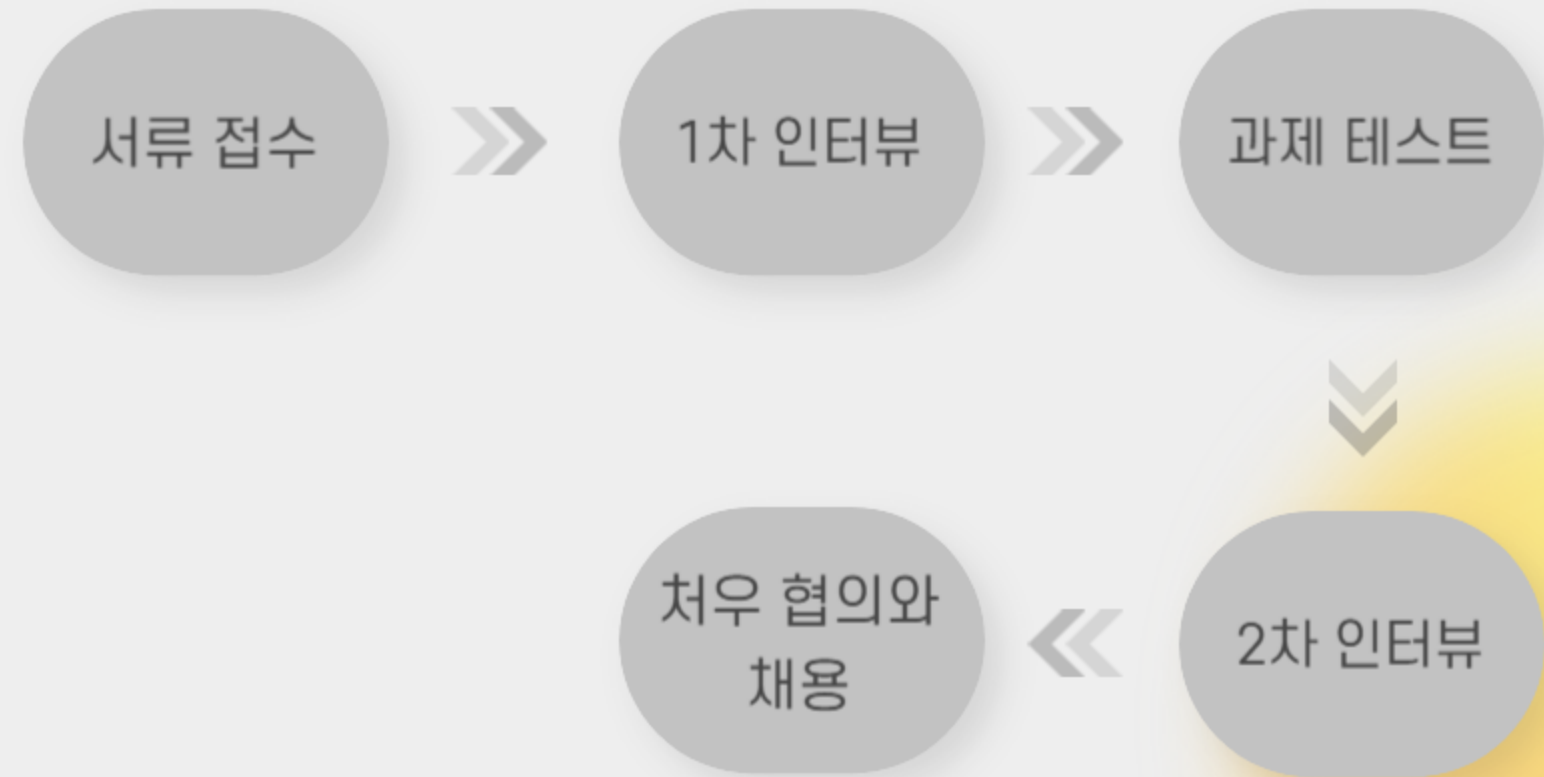 서류 접수
1차 인터뷰
과제 테스트
2차 인터뷰
처우 협의와
채용